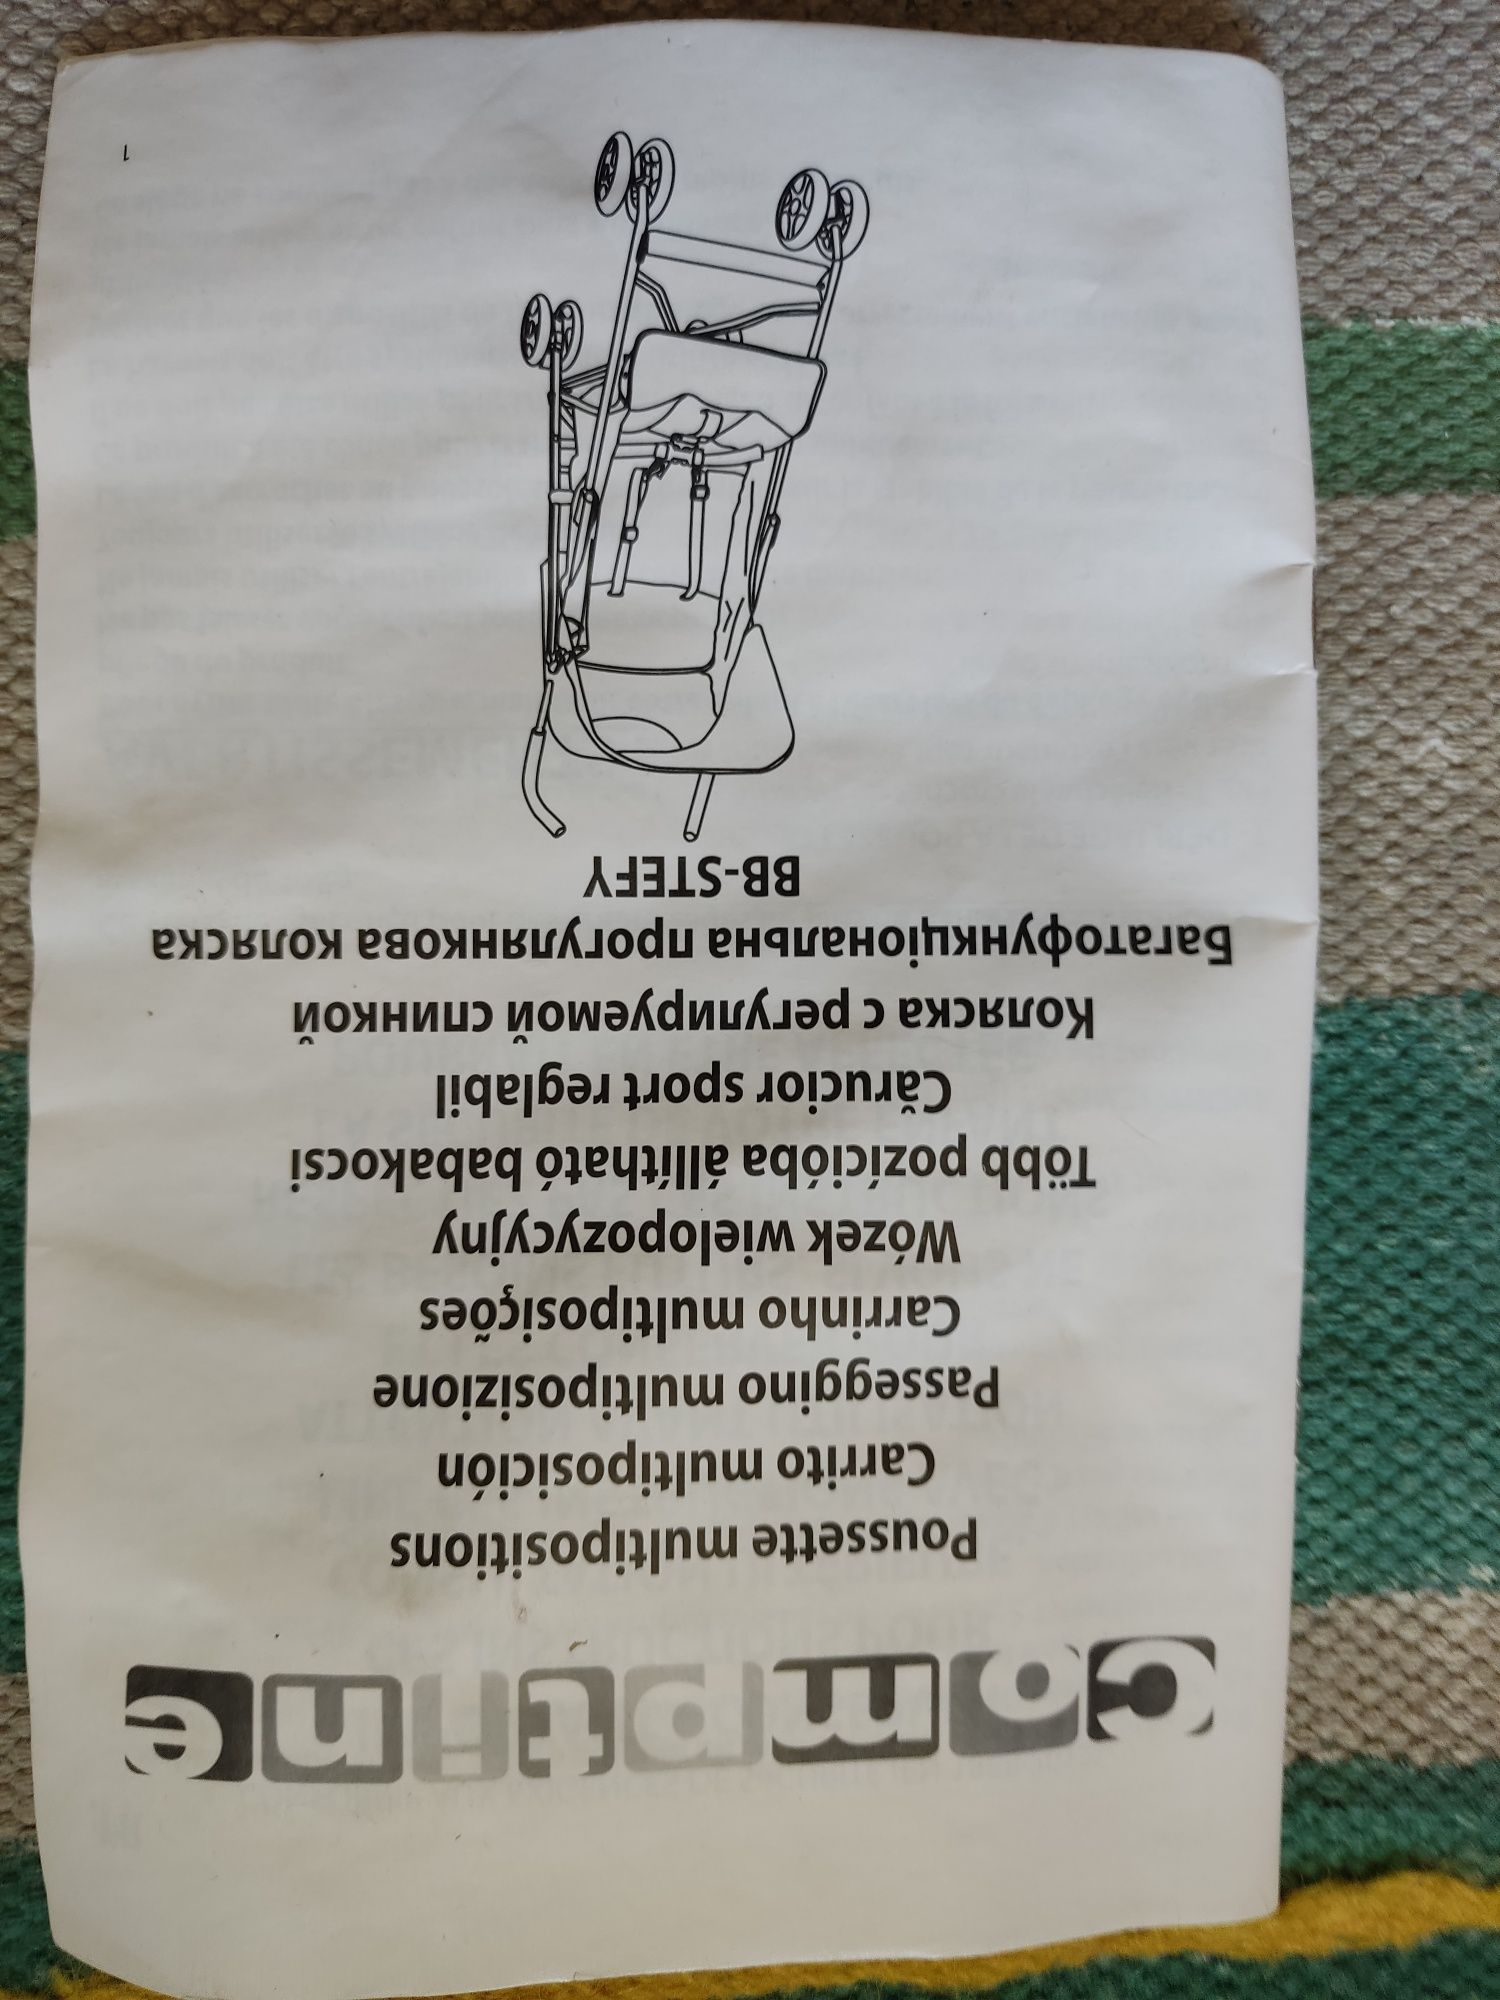 comptine
Poussette multipositions
Carrito multiposición
Passeggino multiposizione
Carrinho multiposições
Wózek wielopozycyjny
Több pozícióba állítható babakocsi
Cărucior sport reglabil
Коляска с регулируемой спинкой
Багатофункціональна прогулянкова коляска
BB-STEFY
1